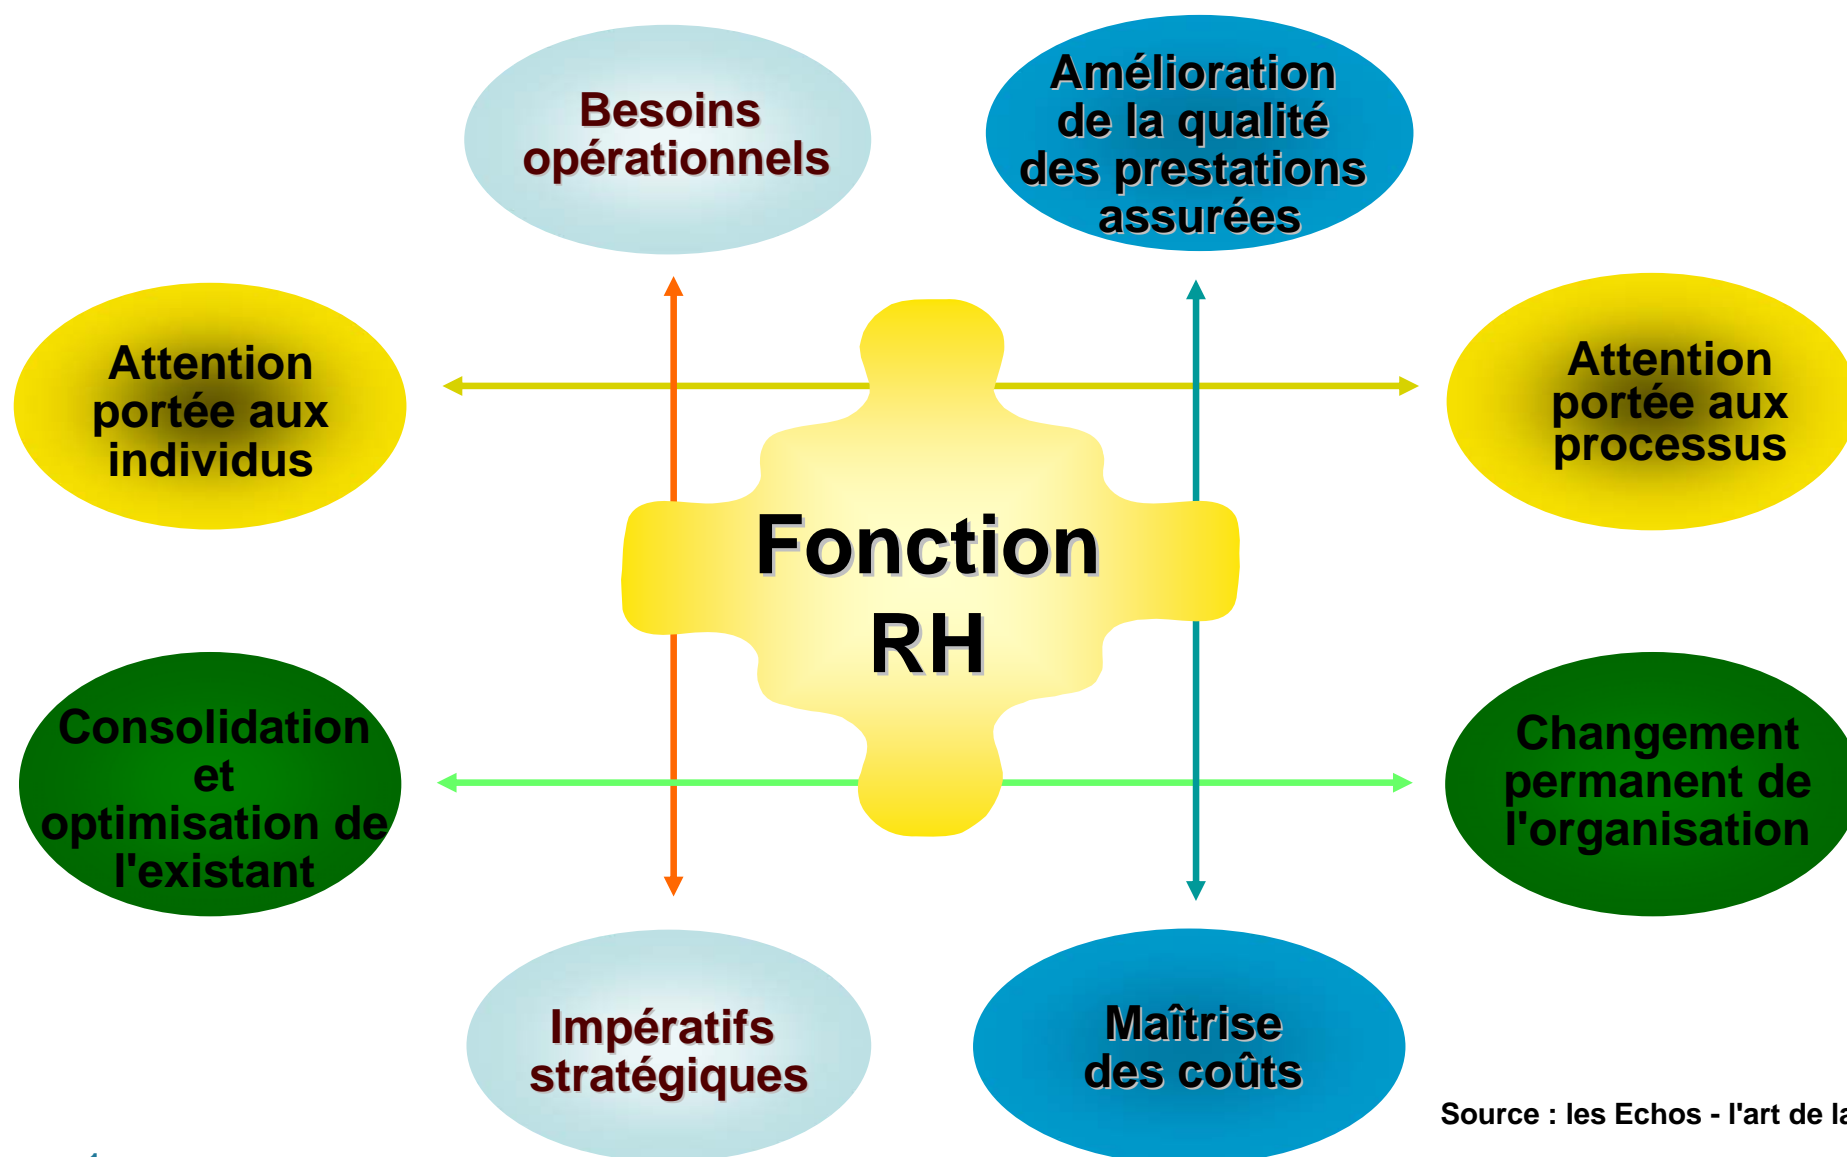 Besoins
opérationnels
Amélioration
de la qualité
des prestations
assurées
Attention
portée aux
individus
Attention
portée aux
processus
Fonction
RH
Consolidation
et
optimisation de
l'existant
Changement
permanent de
l'organisation
Impératifs
stratégiques
Maîtrise
des coûts
Source : les Echos - l'art de la